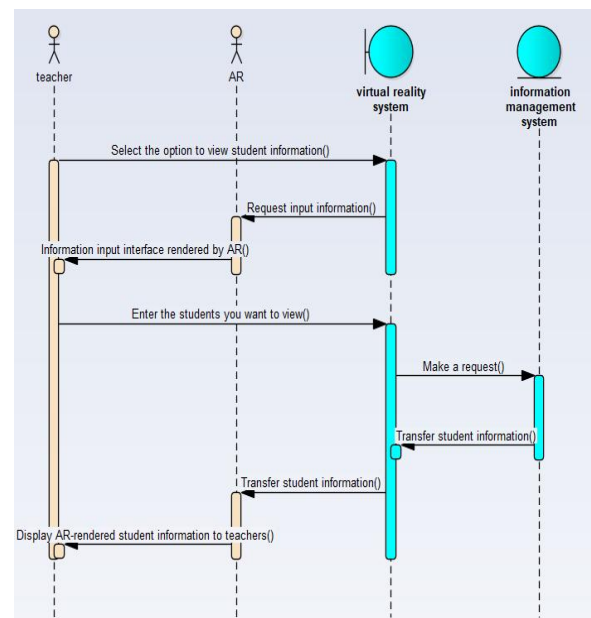 teacher
AR
virtual reality
system
information
management
system
Select the option to view student information()
Request input information()
Information input interface rendered by AR()
Enter the students you want to view()
Make a request()
Transfer student information()
Transfer student information()
Display AR-rendered student information to teachers()